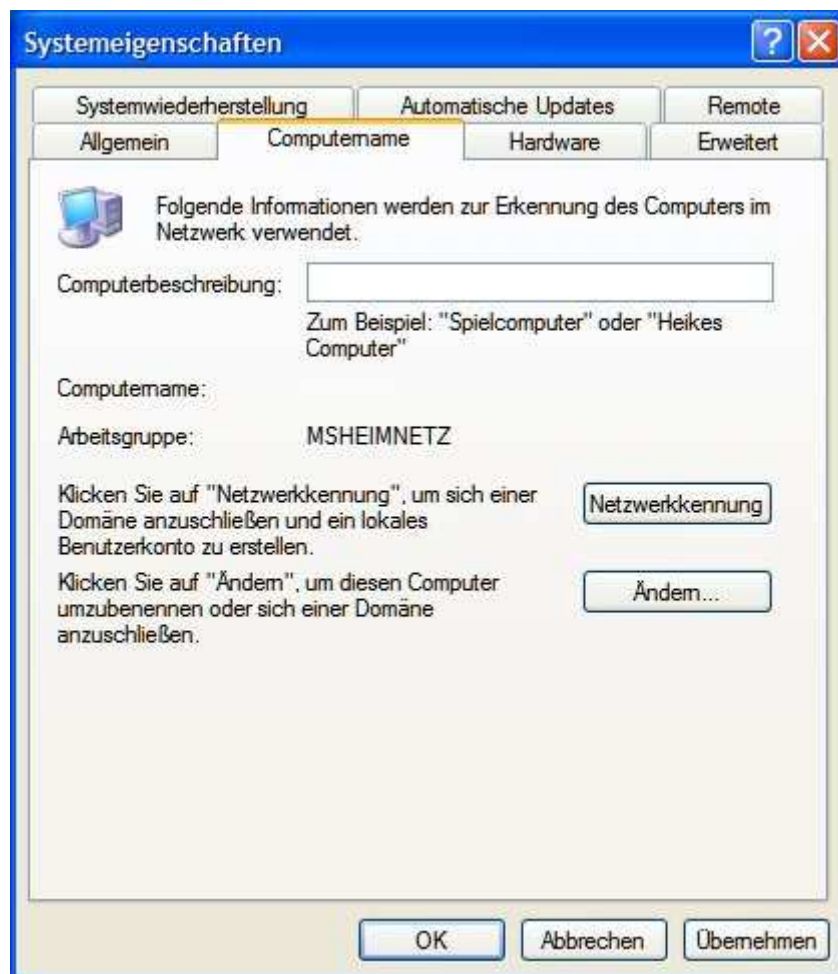 Systemeigenschaften
Systemwiederherstellung Automatische Updates Remote
Allgemein Computername Hardware Erweitert
Folgende Informationen werden zur Erkennung des Computers im
Netzwerk verwendet.
Computerbeschreibung:
Zum Beispiel: "Spielcomputer" oder "Heikes
Computer"
Computername:
Arbeitsgruppe: MSHEIMNETZ
Klicken Sie auf "Netzwerkkennung", um sich einer
Domäne anzuschließen und ein lokales
Benutzerkonto zu erstellen.
Netzwerkkennung
Klicken Sie auf "Ändern", um diesen Computer
umzubenennen oder sich einer Domäne
anzuschließen.
Ändern...
OK Abbrechen Übernehmen